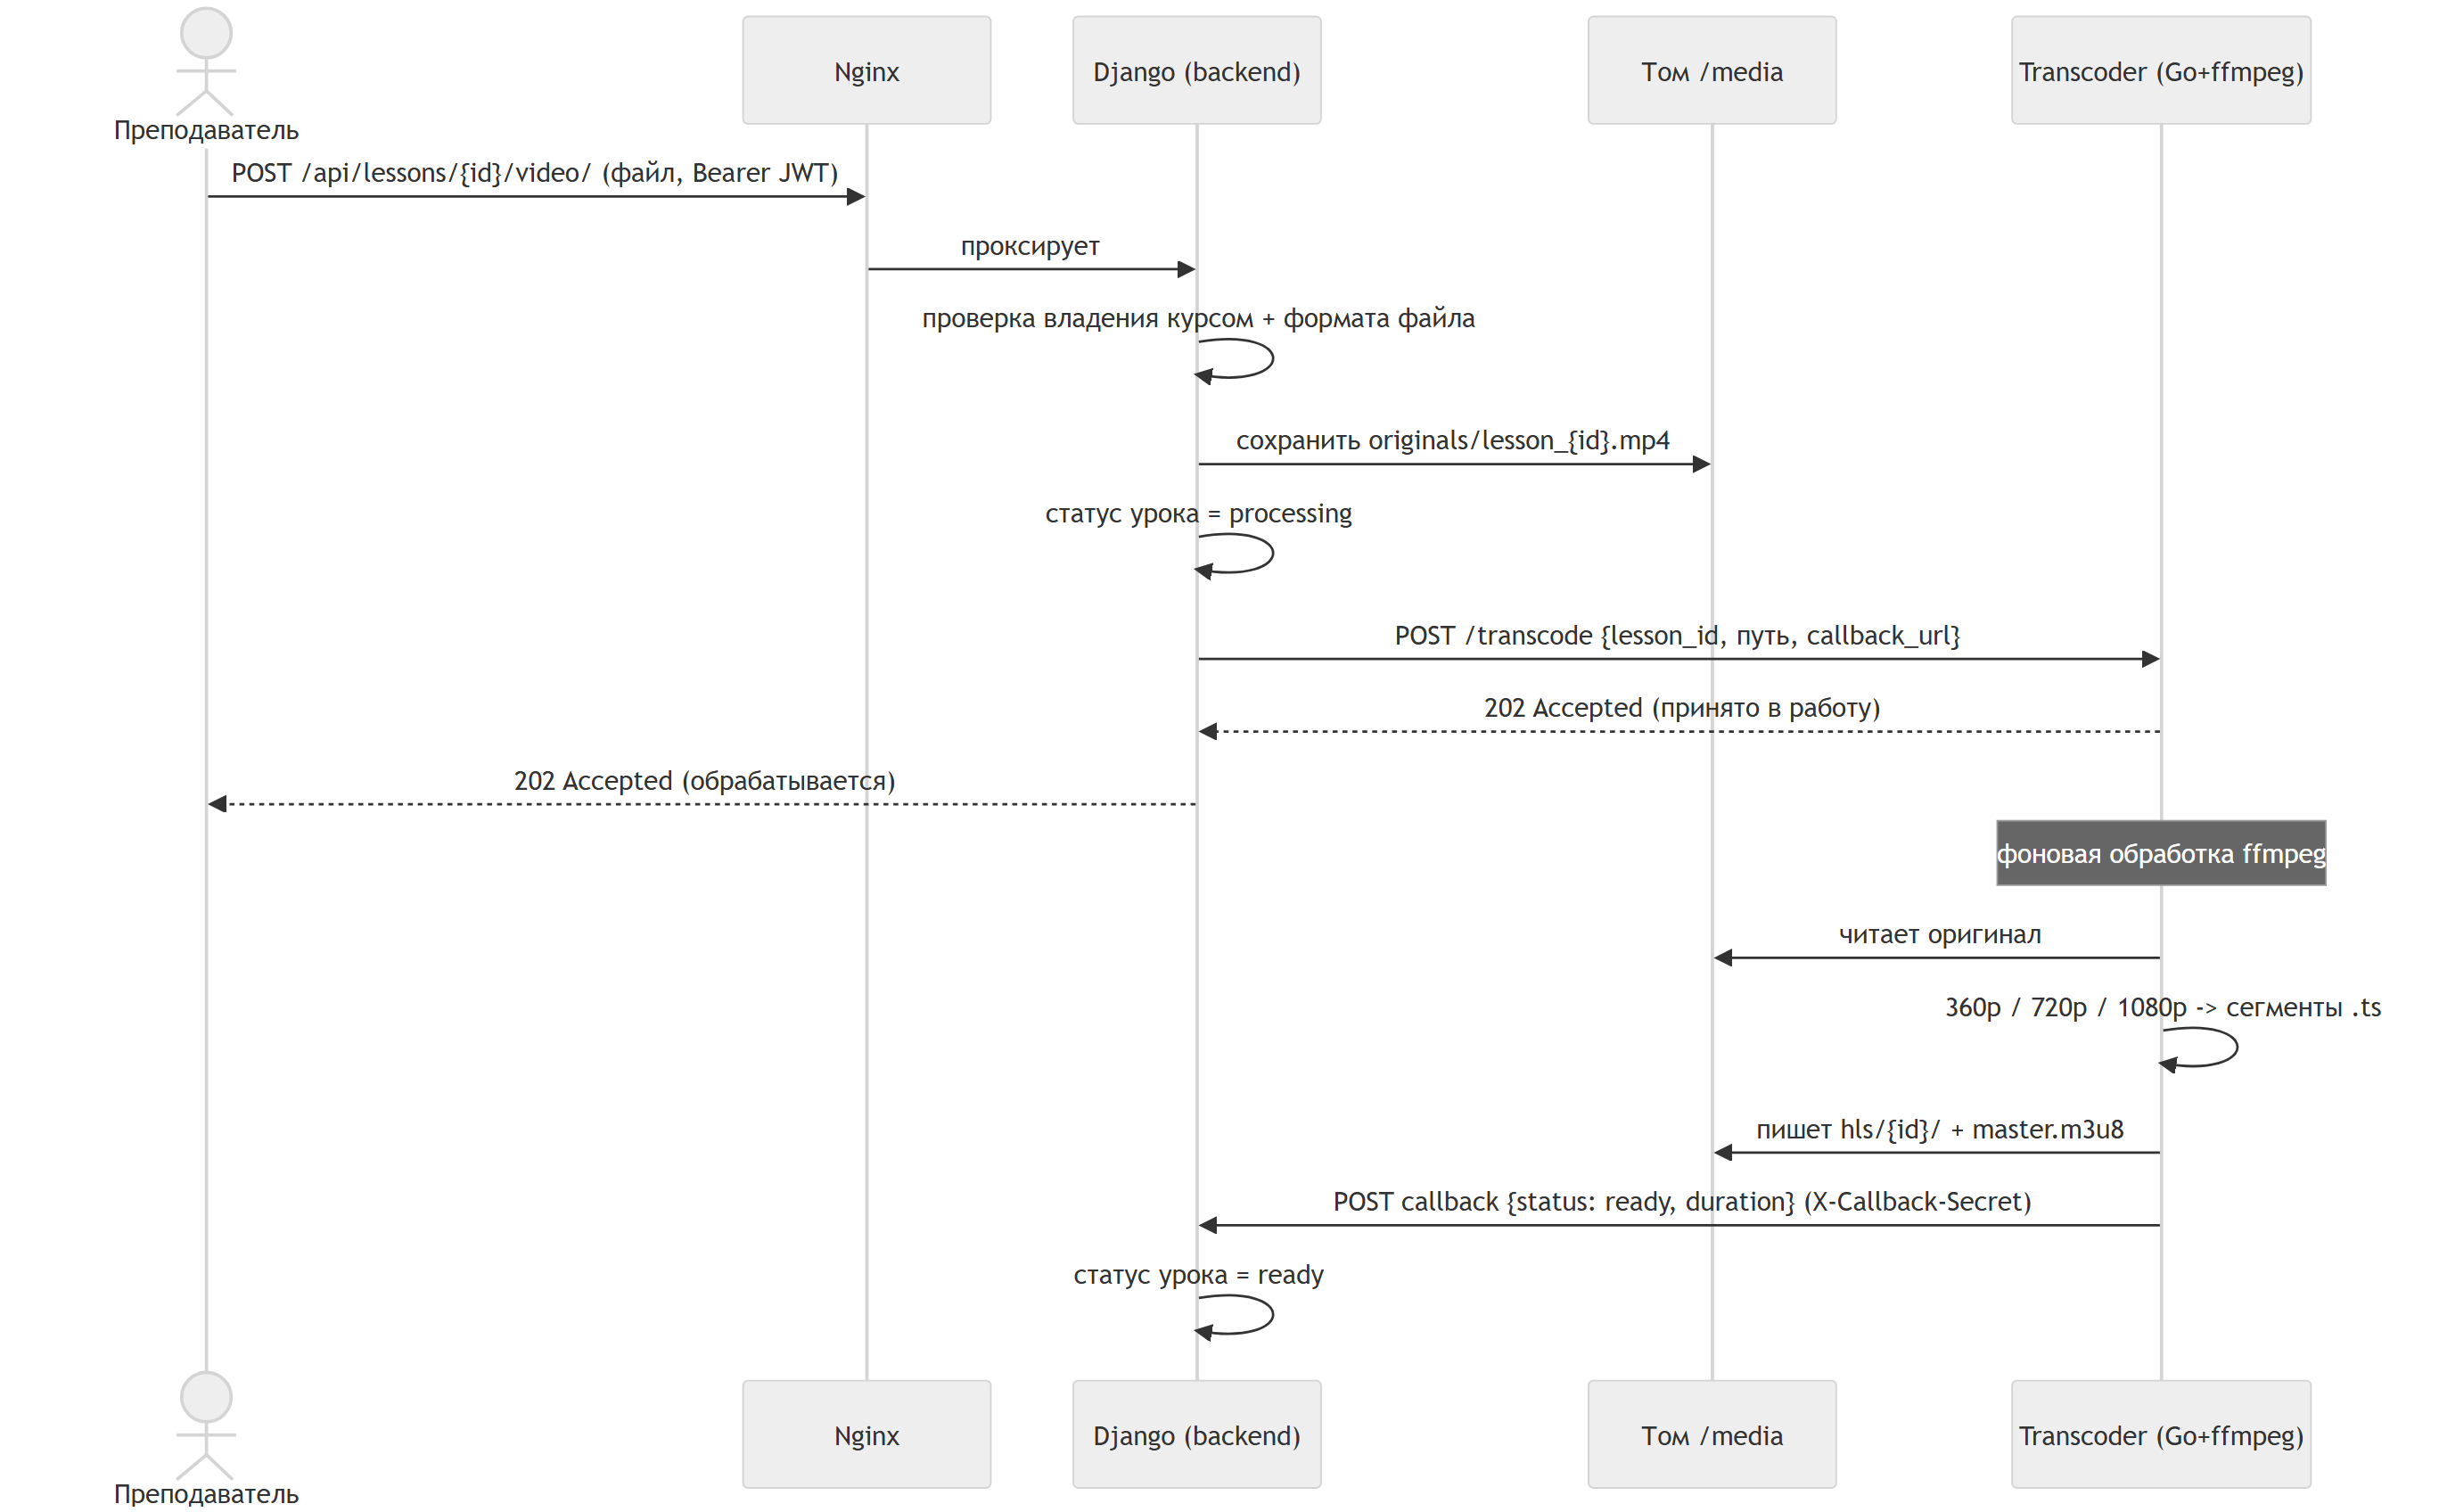 Nginx
Django (backend)
Том /media
Transcoder (Go+ffmpeg)
Преподаватель
POST /api/lessons/{id}/video/ (файл, Bearer JWT)
проксирует
проверка владения курсом + формата файла
сохранить originals/lesson_{id}.mp4
статус урока = processing
POST /transcode {lesson_id, путь, callback_url}
202 Accepted (принято в работу)
202 Accepted (обрабатывается)
фоновая обработка ffmpeg
читает оригинал
360p / 720p / 1080p -> сегменты .ts
пишет hls/{id}/ + master.m3u8
POST callback {status: ready, duration} (X-Callback-Secret)
статус урока = ready
Nginx
Django (backend)
Том /media
Transcoder (Go+ffmpeg)
Преподаватель